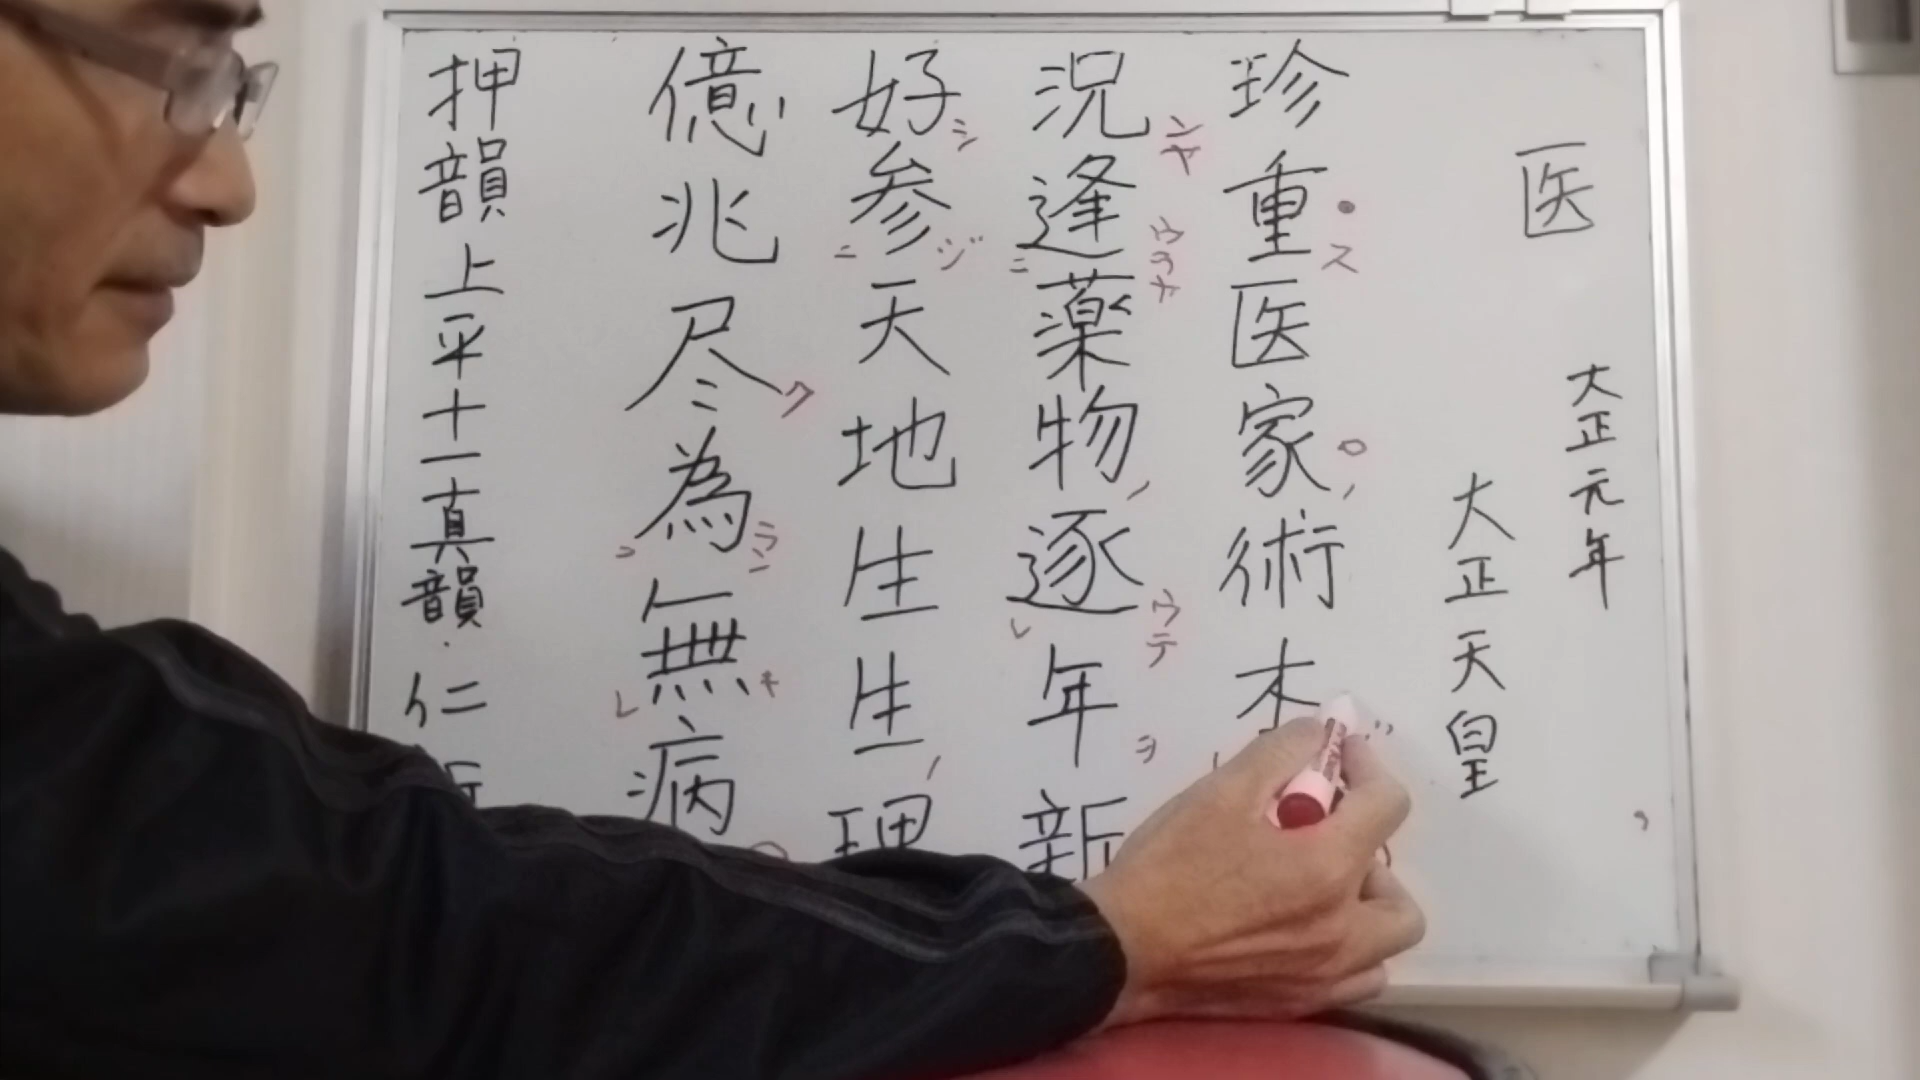 医
大正元年
大正天皇
珍重医家術
況逢薬物逐年新
好参天地生生理
億兆尽為無病
押韻上平十一真韻仁